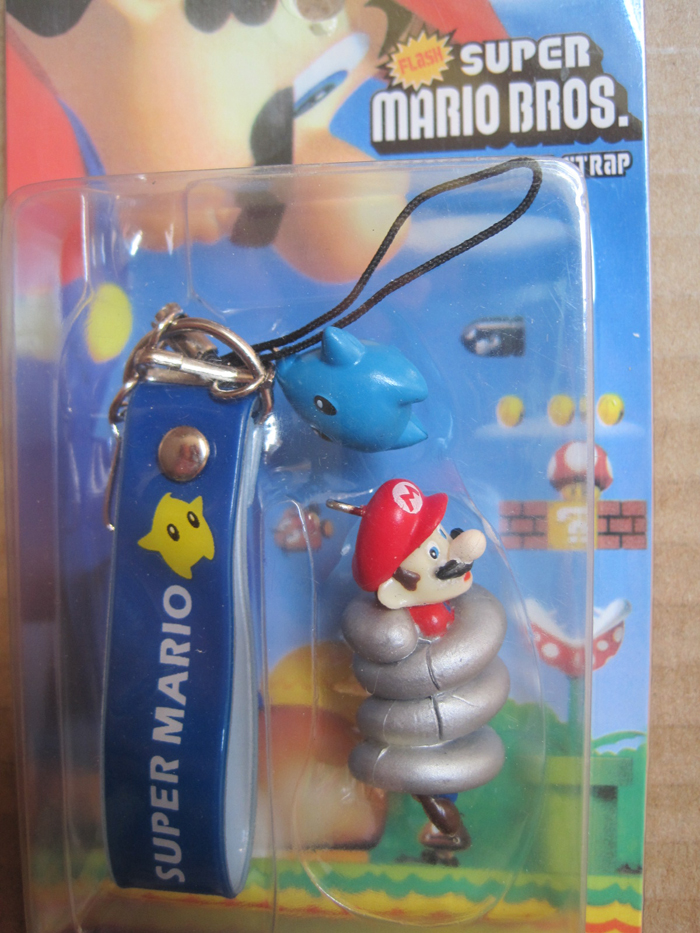 FLASH
SUPER
MARIO BROS.
TRAP
SUPER MARIO
M
?